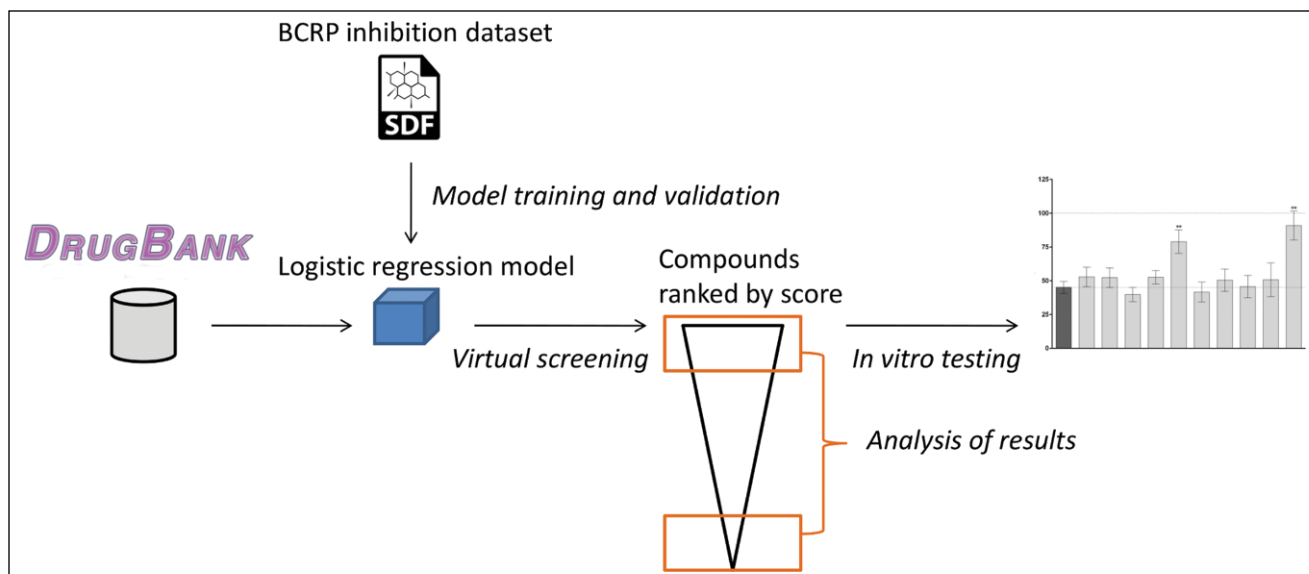 BCRP inhibition dataset
SDF
Model training and validation
DRUGBANK
Logistic regression model
Compounds
ranked by score
Virtual screening
In vitro testing
Analysis of results
125
100
75
50
25
0
**
**